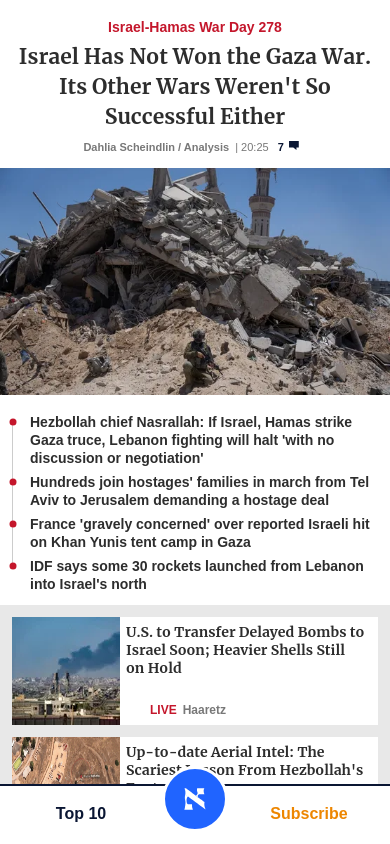 Israel-Hamas War Day 278
Israel Has Not Won the Gaza War.
Its Other Wars Weren't So
Successful Either
Dahlia Scheindlin / Analysis | 20:25 7
Hezbollah chief Nasrallah: If Israel, Hamas strike
Gaza truce, Lebanon fighting will halt 'with no
discussion or negotiation'
Hundreds join hostages' families in march from Tel
Aviv to Jerusalem demanding a hostage deal
France 'gravely concerned' over reported Israeli hit
on Khan Yunis tent camp in Gaza
IDF says some 30 rockets launched from Lebanon
into Israel's north
U.S. to Transfer Delayed Bombs to
Israel Soon; Heavier Shells Still
on Hold
LIVE Haaretz
Up-to-date Aerial Intel: The
Scariest Lesson From Hezbollah's
Top 10
Subscribe